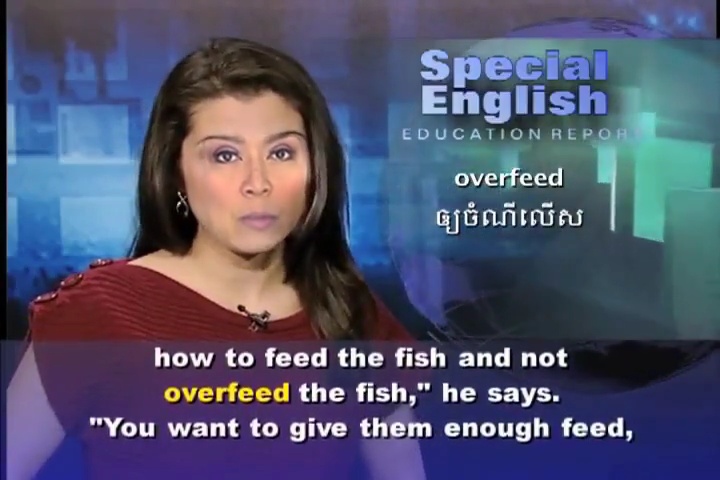 Special
English
EDUCATION REPORT
overfeed
ឲ្យចំណីលើស
how to feed the fish and not
overfeed the fish," he says.
"You want to give them enough feed,